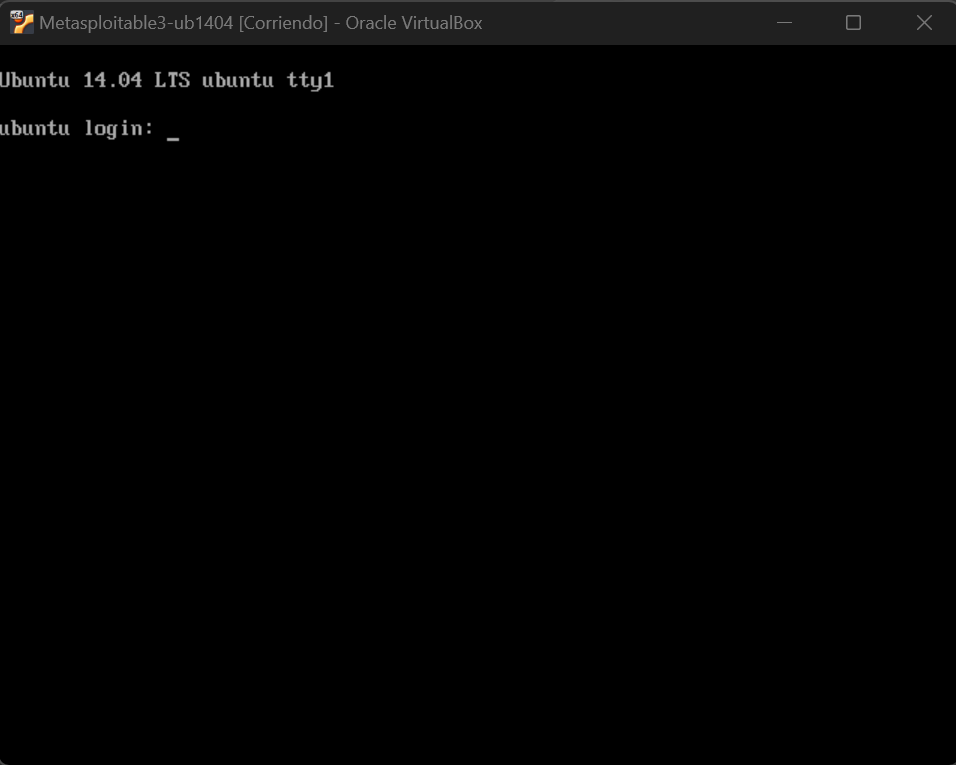 Metasploitable3-ub1404 [Corriendo] - Oracle VirtualBox
Ubuntu 14.04 LTS ubuntu tty1
ubuntu login: _